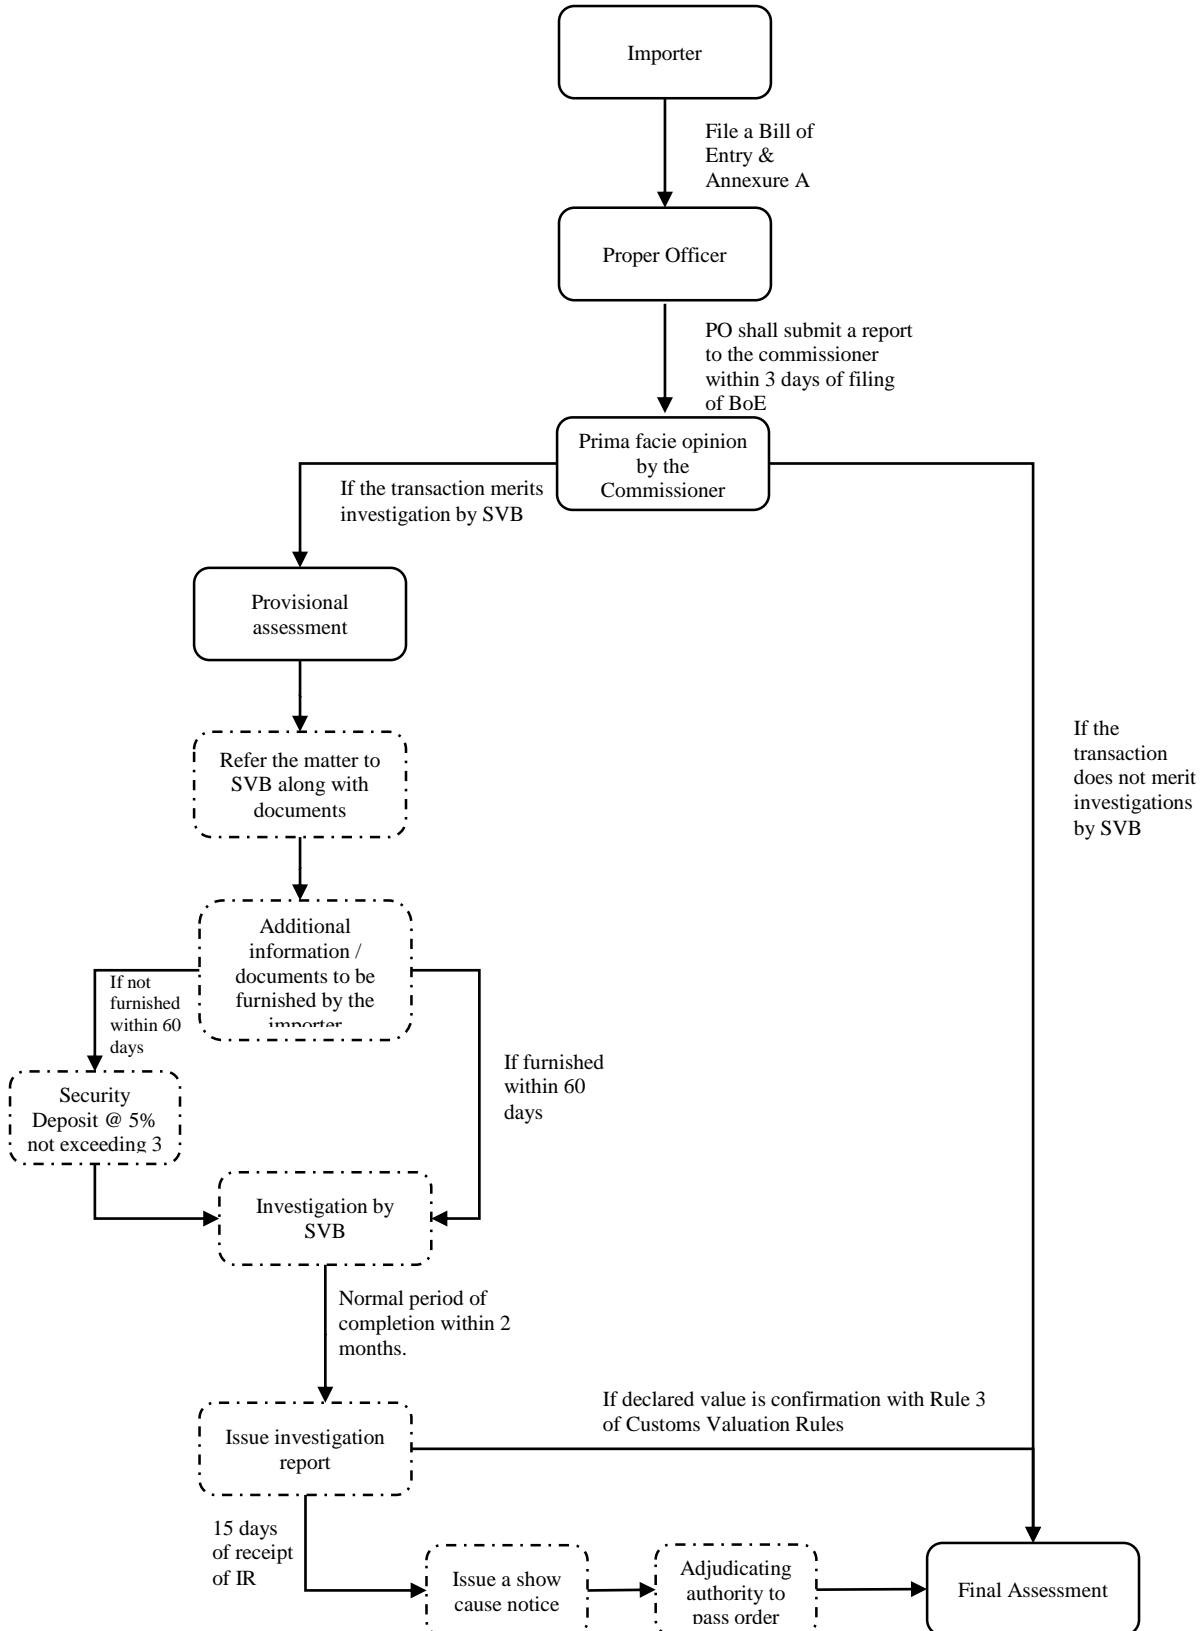 Importer
File a Bill of
Entry &
Annexure A
Proper Officer
PO shall submit a report
to the commissioner
within 3 days of filing
of BoE
Prima facie opinion
by the
Commissioner
If the transaction merits
investigation by SVB
Provisional
assessment
If the
transaction
does not merit
investigations
by SVB
Refer the matter to
SVB along with
documents
Additional
information /
documents to be
furnished by the
importer
If not
furnished
within 60
days
If furnished
within 60
days
Security
Deposit @ 5%
not exceeding 3
Investigation by
SVB
Normal period of
completion within 2
months.
If declared value is confirmation with Rule 3
of Customs Valuation Rules
Issue investigation
report
15 days
of receipt
of IR
Issue a show
cause notice
Adjudicating
authority to
pass order
Final Assessment